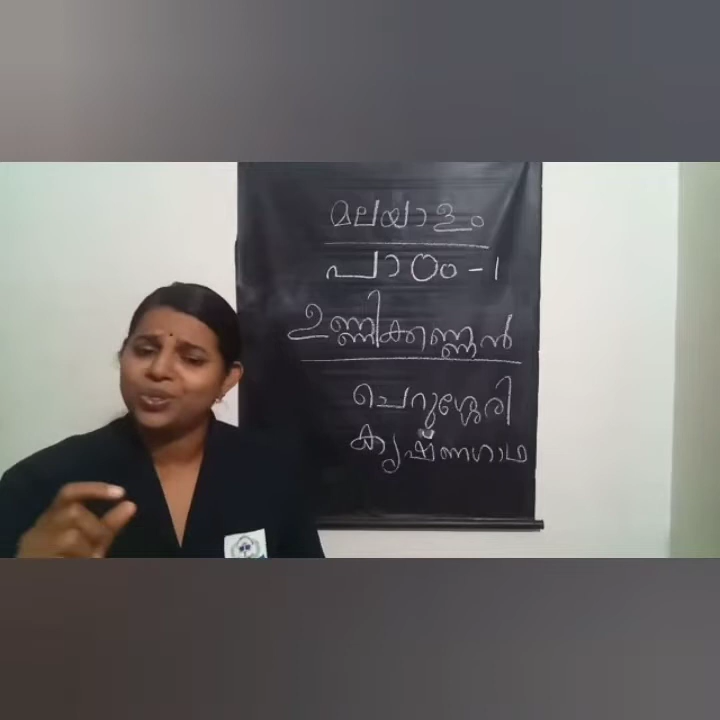 മലയാളം
പാഠം - 1
ഉണ്ണിക്കണ്ണൻ
ചെറുശ്ശേരി
കൃഷ്ണഗാഥ